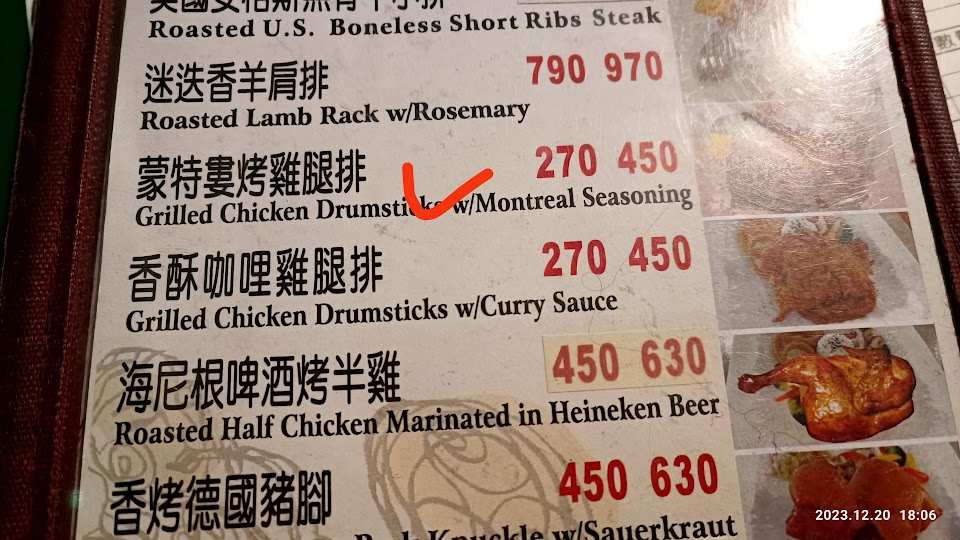 Roasted U.S. Boneless Short Ribs Steak
迷迭香羊肩排 790 970
Roasted Lamb Rack w/Rosemary
蒙特婁烤雞腿排 270 450
Grilled Chicken Drumsticks w/Montreal Seasoning
香酥咖哩雞腿排 270 450
Grilled Chicken Drumsticks w/Curry Sauce
海尼根啤酒烤半雞 450 630
Roasted Half Chicken Marinated in Heineken Beer
香烤德國豬腳 450 630
Knuckle w/Sauerkraut
2023.12.20 18:06